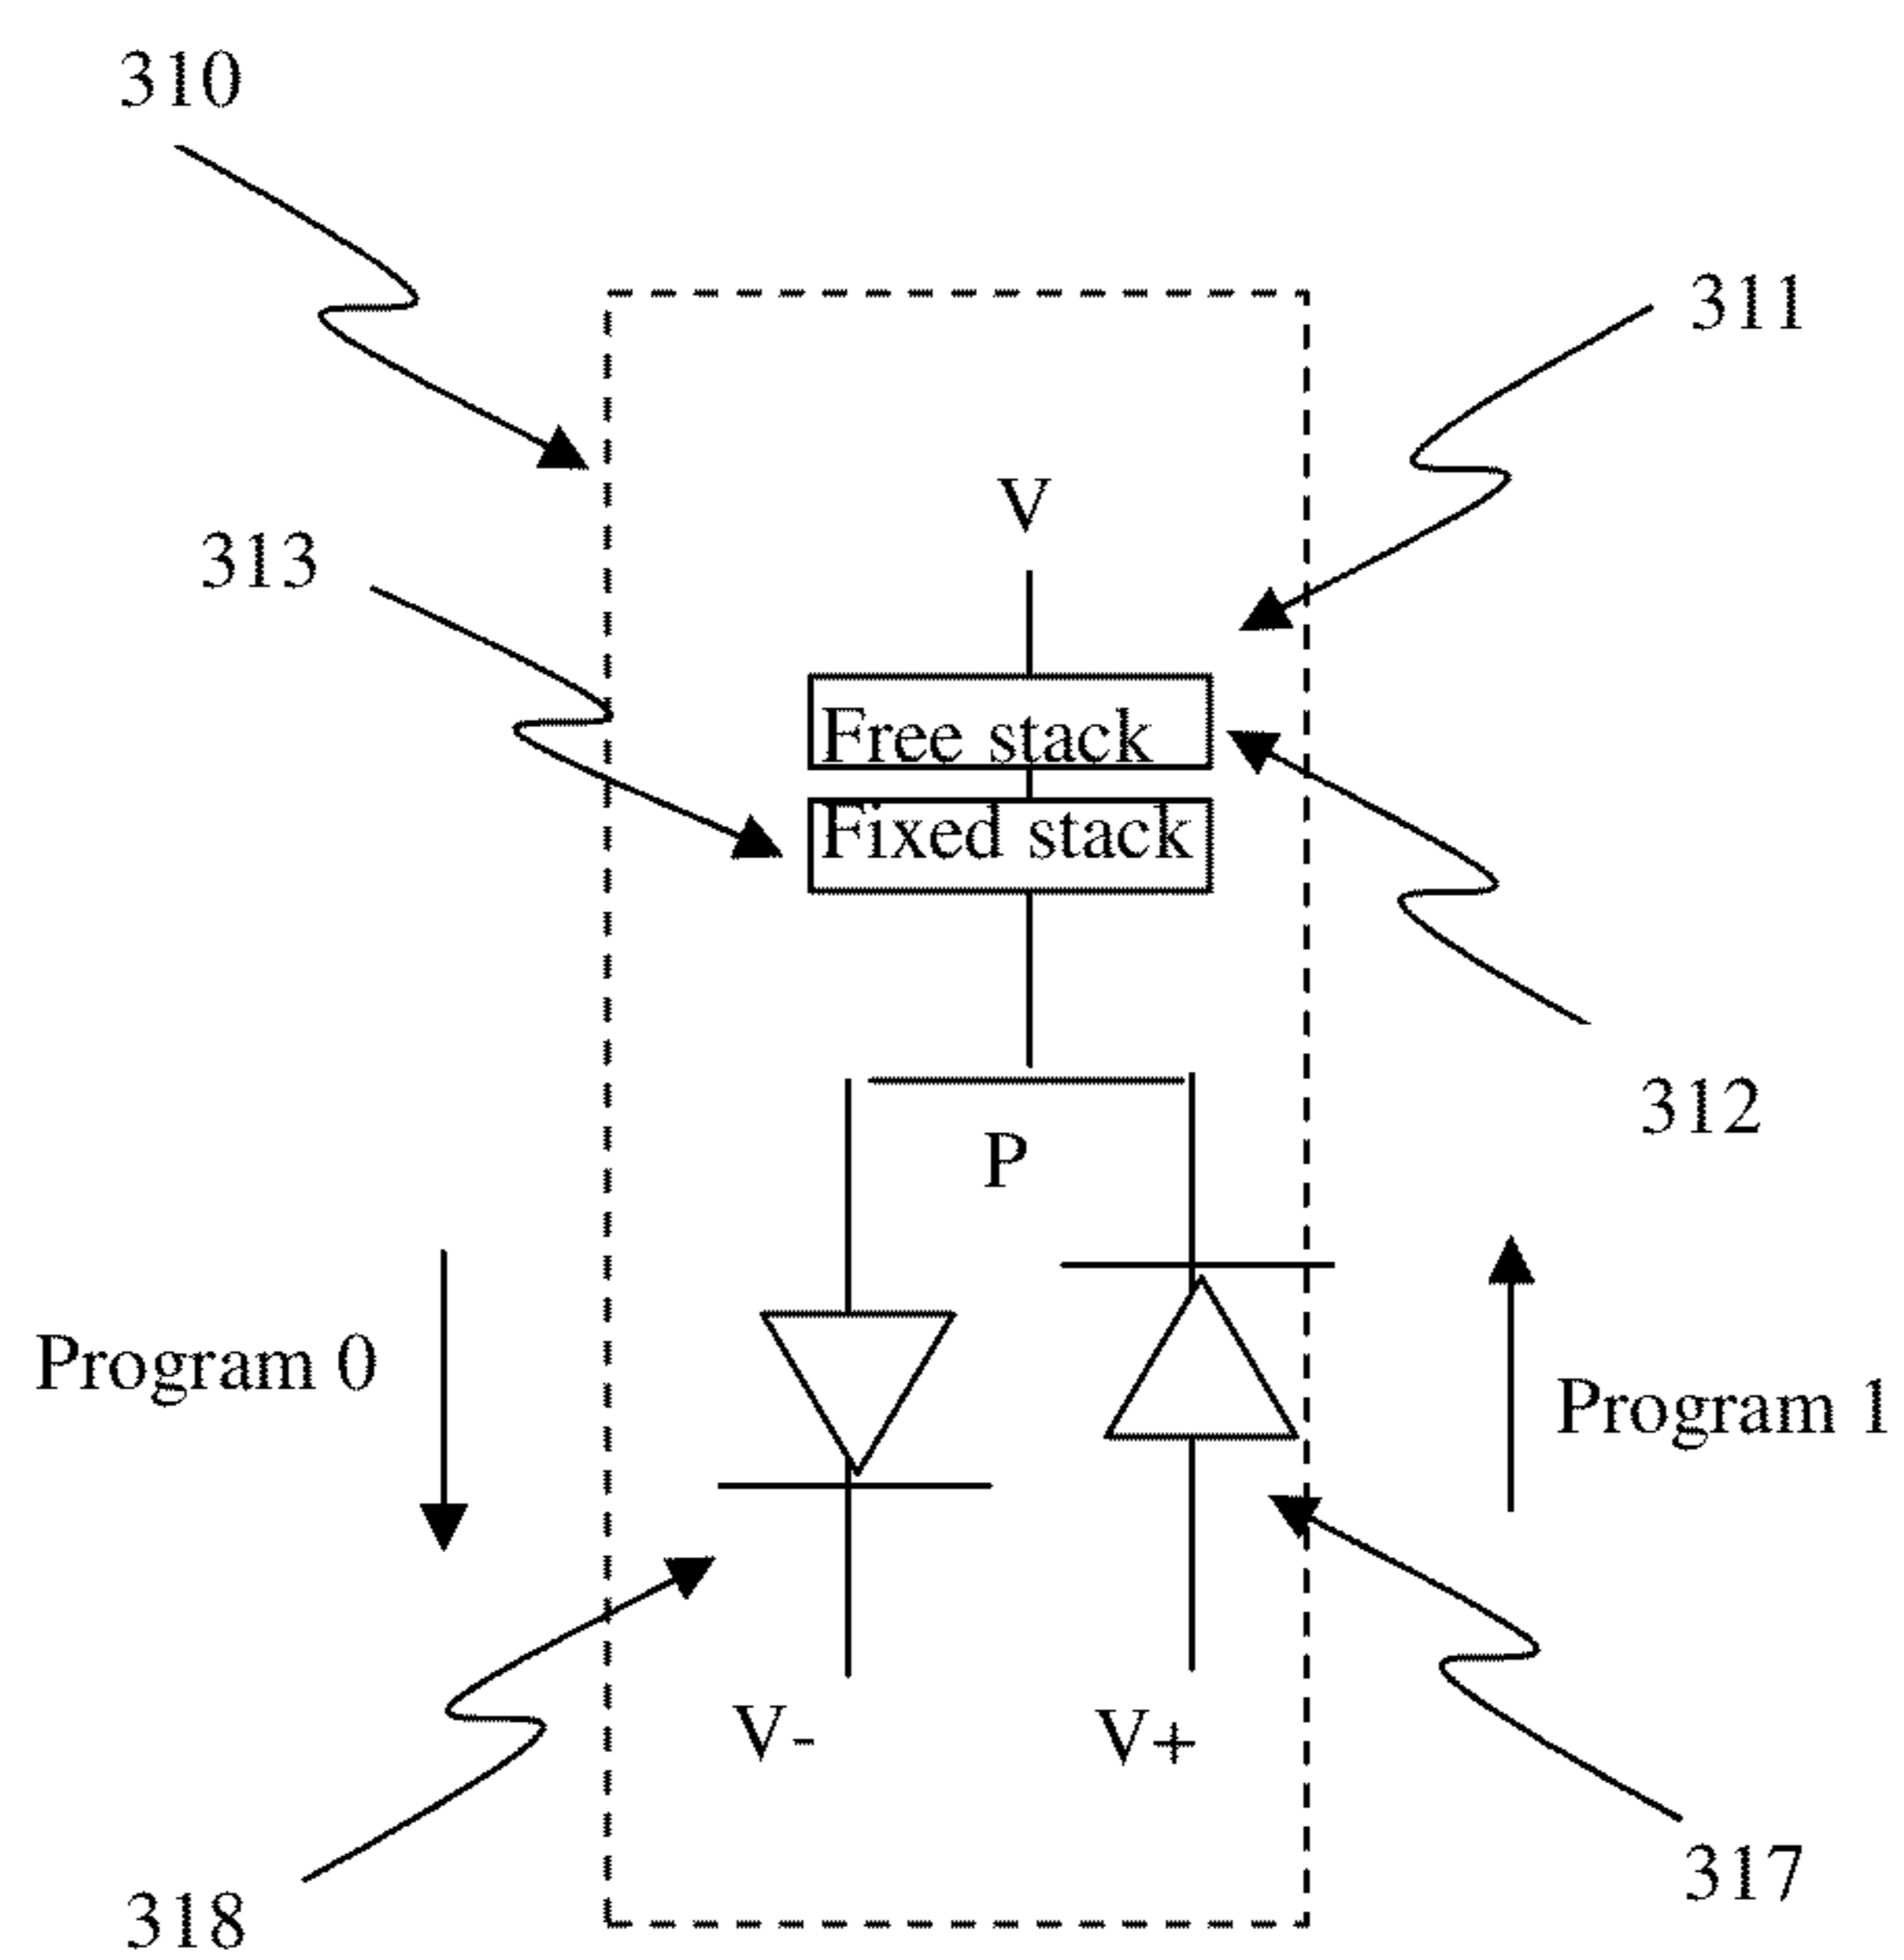 310
311
V
313
Free stack
Fixed stack
312
P
Program 0
Program 1
V-
V+
317
318